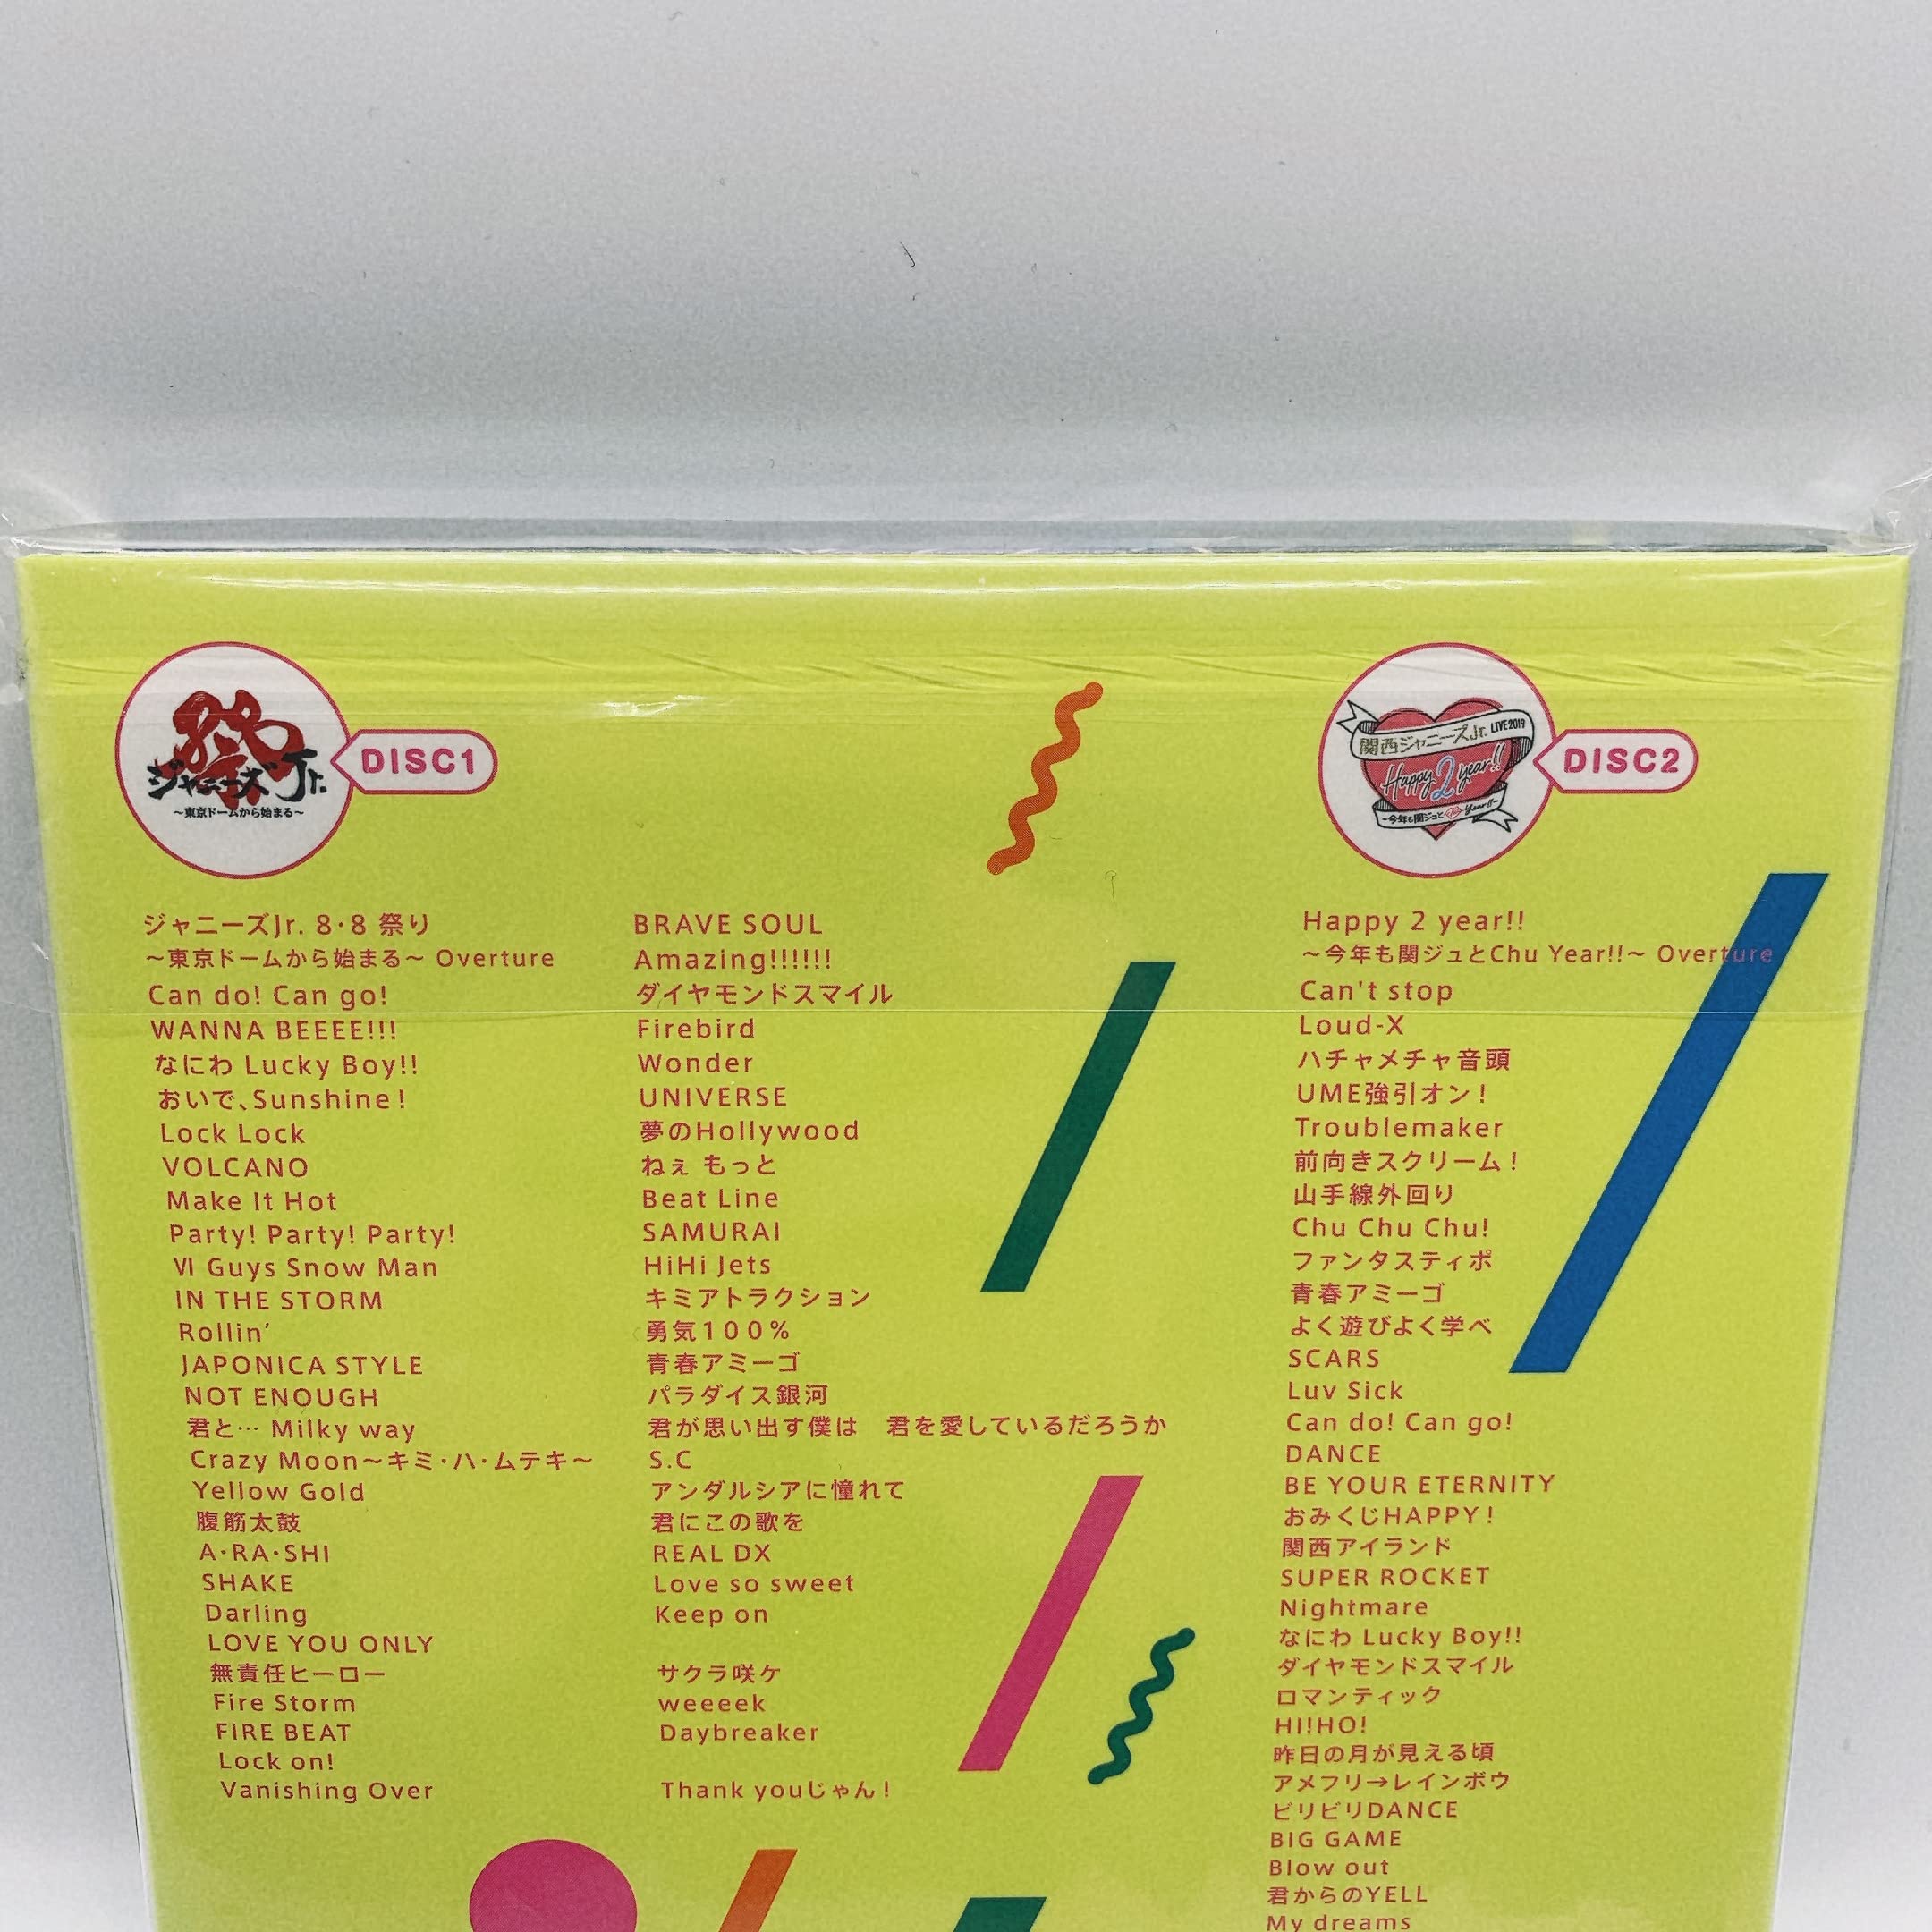 祭
ジャニーズJr.
～東京ドームから始まる～
DISC1
ジャニーズJr. 8・8 祭り
～東京ドームから始まる～ Overture
Can do! Can go!
WANNA BEEEE!!!
なにわ Lucky Boy!!
おいで、Sunshine!
Lock Lock
VOLCANO
Make It Hot
Party! Party! Party!
Ⅵ Guys Snow Man
IN THE STORM
Rollin’
JAPONICA STYLE
NOT ENOUGH
君と… Milky way
Crazy Moon～キミ・ハ・ムテキ～
Yellow Gold
腹筋太鼓
A・RA・SHI
SHAKE
Darling
LOVE YOU ONLY
無責任ヒーロー
Fire Storm
FIRE BEAT
Lock on!
Vanishing Over
BRAVE SOUL
Amazing!!!!!!
ダイヤモンドスマイル
Firebird
Wonder
UNIVERSE
夢のHollywood
ねぇ もっと
Beat Line
SAMURAI
HiHi Jets
キミアトラクション
勇気１００％
青春アミーゴ
パラダイス銀河
君が思い出す僕は　君を愛しているだろうか
S.C
アンダルシアに憧れて
君にこの歌を
REAL DX
Love so sweet
Keep on
サクラ咲ケ
weeeek
Daybreaker
Thank youじゃん!
関西ジャニーズJr. LIVE2019
Happy 2 year!!
～今年も関ジュとChu Year!!～
DISC2
Happy 2 year!!
～今年も関ジュとChu Year!!～ Overture
Can't stop
Loud-X
ハチャメチャ音頭
UME強引オン!
Troublemaker
前向きスクリーム!
山手線外回り
Chu Chu Chu!
ファンタスティポ
青春アミーゴ
よく遊びよく学べ
SCARS
Luv Sick
Can do! Can go!
DANCE
BE YOUR ETERNITY
おみくじHAPPY!
関西アイランド
SUPER ROCKET
Nightmare
なにわ Lucky Boy!!
ダイヤモンドスマイル
ロマンティック
HI!HO!
昨日の月が見える頃
アメフリ→レインボウ
ビリビリDANCE
BIG GAME
Blow out
君からのYELL
My dreams